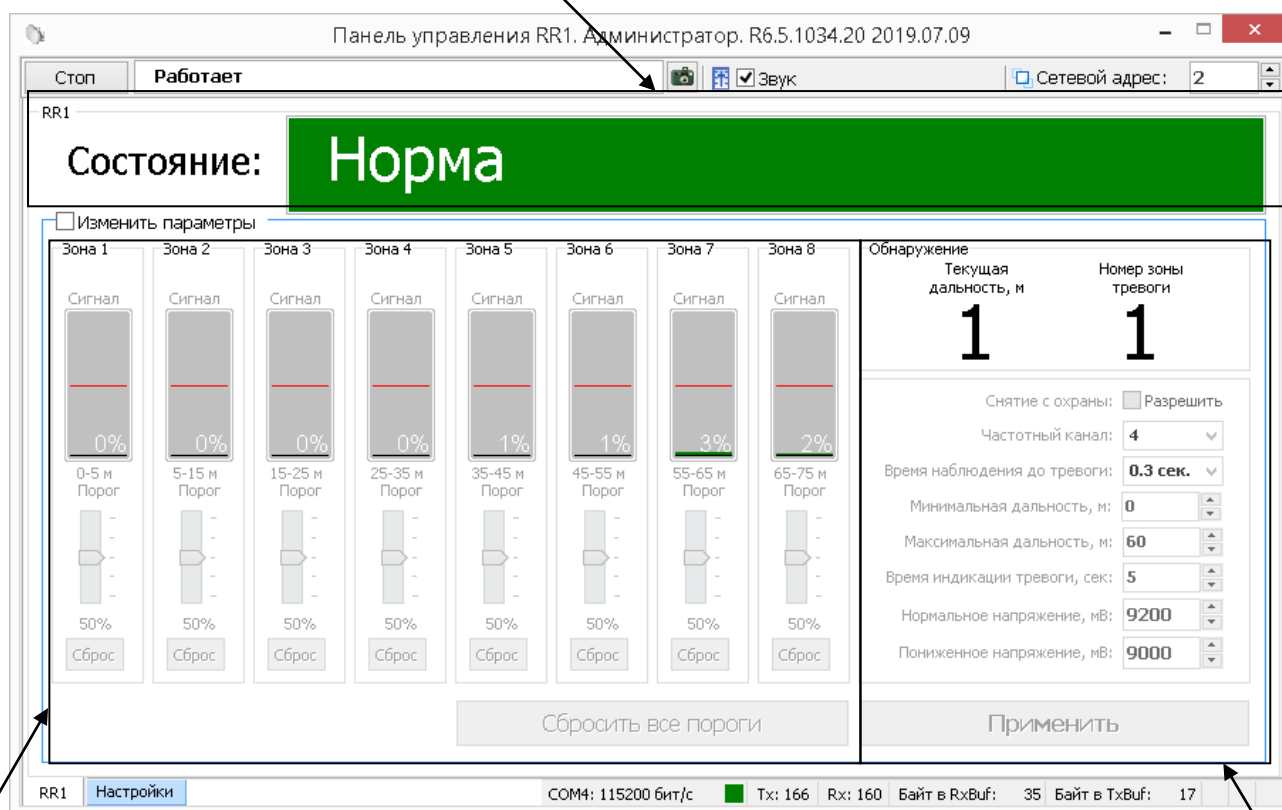 Панель управления RR1. Администратор. R6.5.1034.20 2019.07.09
Стоп Работает Звук Сетевой адрес: 2
RR1
Состояние: Норма
Изменить параметры
Зона 1 Зона 2 Зона 3 Зона 4 Зона 5 Зона 6 Зона 7 Зона 8 Обнаружение
Текущая дальность, м Номер зоны тревоги
1 1
Сигнал Сигнал Сигнал Сигнал Сигнал Сигнал Сигнал Сигнал
0% 0% 0% 0% 1% 1% 3% 2%
0-5 м 5-15 м 15-25 м 25-35 м 35-45 м 45-55 м 55-65 м 65-75 м
Порог Порог Порог Порог Порог Порог Порог Порог
50% 50% 50% 50% 50% 50% 50% 50%
Сброс Сброс Сброс Сброс Сброс Сброс Сброс Сброс
Сбросить все пороги
Снятие с охраны: Разрешить
Частотный канал: 4
Время наблюдения до тревоги: 0.3 сек.
Минимальная дальность, м: 0
Максимальная дальность, м: 60
Время индикации тревоги, сек: 5
Нормальное напряжение, мВ: 9200
Пониженное напряжение, мВ: 9000
Применить
RR1 Настройки COM4: 115200 бит/с Tx: 166 Rx: 160 Байт в RxBuf: 35 Байт в TxBuf: 17